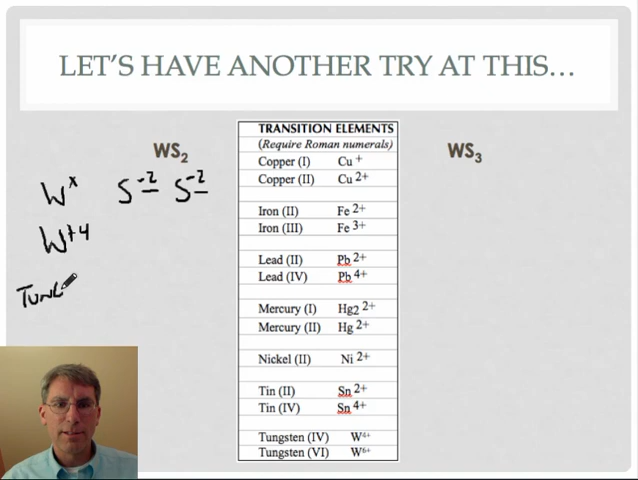 LET'S HAVE ANOTHER TRY AT THIS…
WS₂
WS₃
Wˣ S⁻² S⁻²
W⁺⁴
TUNG
TRANSITION ELEMENTS
(Require Roman numerals)
Copper (I) Cu +
Copper (II) Cu 2+
Iron (II) Fe 2+
Iron (III) Fe 3+
Lead (II) Pb 2+
Lead (IV) Pb 4+
Mercury (I) Hg2 2+
Mercury (II) Hg 2+
Nickel (II) Ni 2+
Tin (II) Sn 2+
Tin (IV) Sn 4+
Tungsten (IV) W4+
Tungsten (VI) W6+